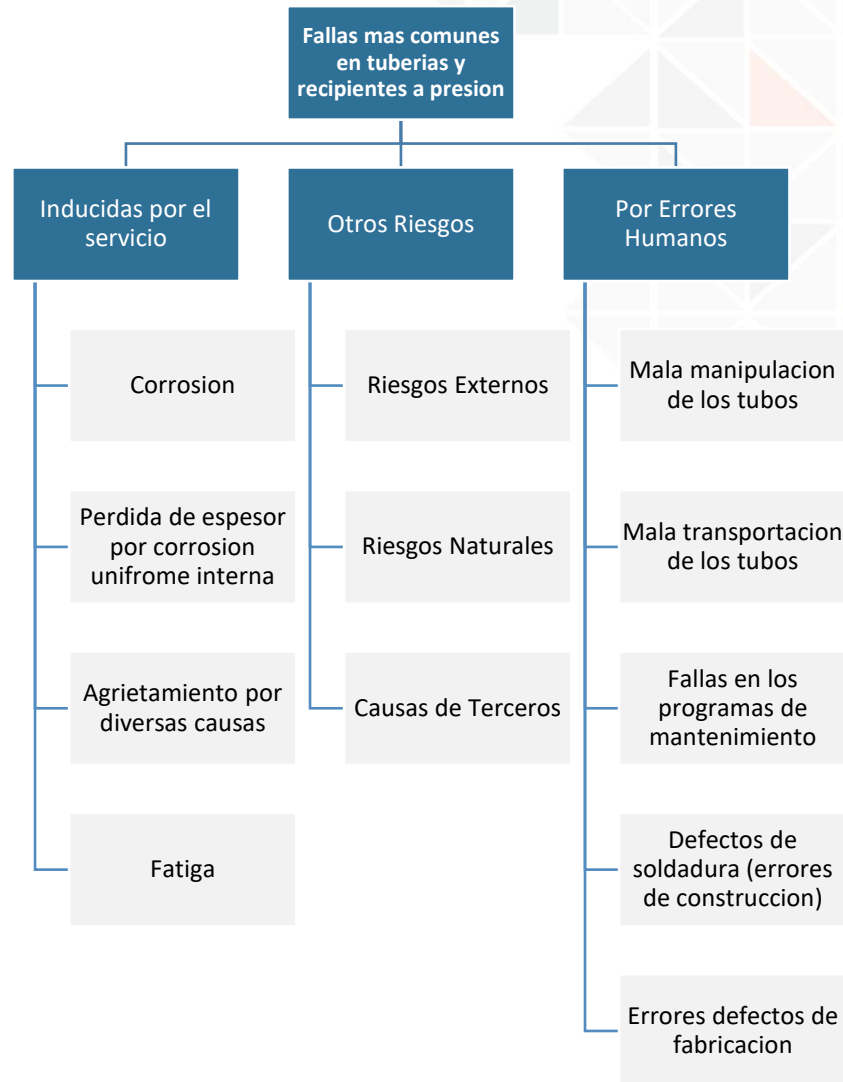 Fallas mas comunes
en tuberias y
recipientes a presion
Inducidas por el
servicio
Corrosion
Perdida de espesor
por corrosion
unifrome interna
Agrietamiento por
diversas causas
Fatiga
Otros Riesgos
Riesgos Externos
Riesgos Naturales
Causas de Terceros
Por Errores
Humanos
Mala manipulacion
de los tubos
Mala transportacion
de los tubos
Fallas en los
programas de
mantenimiento
Defectos de
soldadura (errores
de construccion)
Errores defectos de
fabricacion